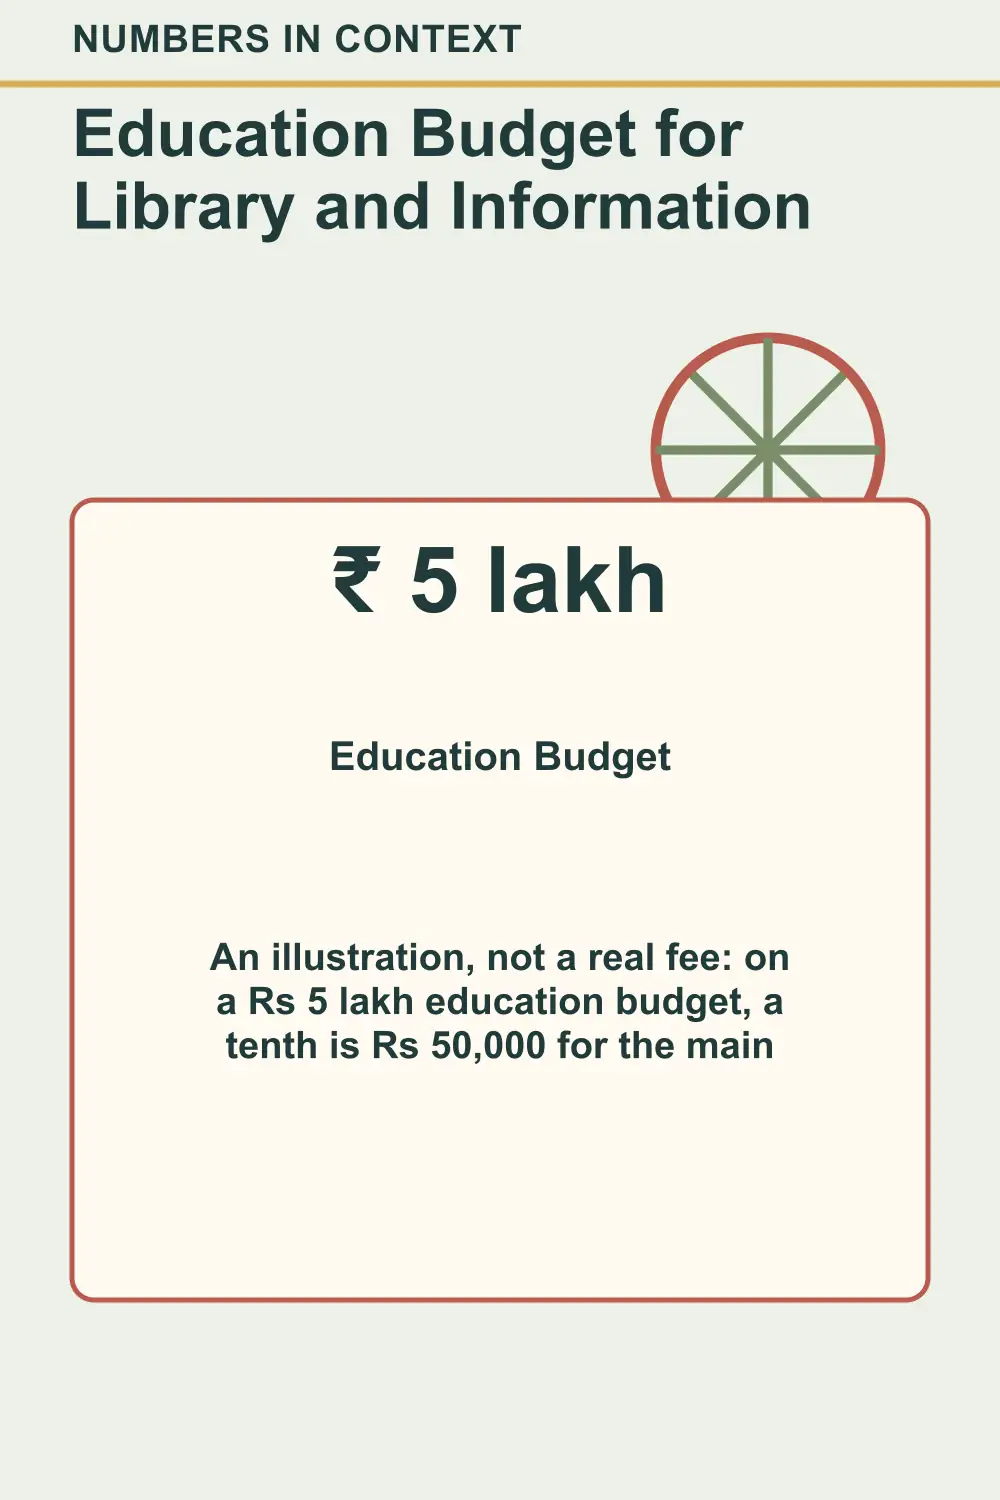 NUMBERS IN CONTEXT
Education Budget for
Library and Information
₹ 5 lakh
Education Budget
An illustration, not a real fee: on
a Rs 5 lakh education budget, a
tenth is Rs 50,000 for the main